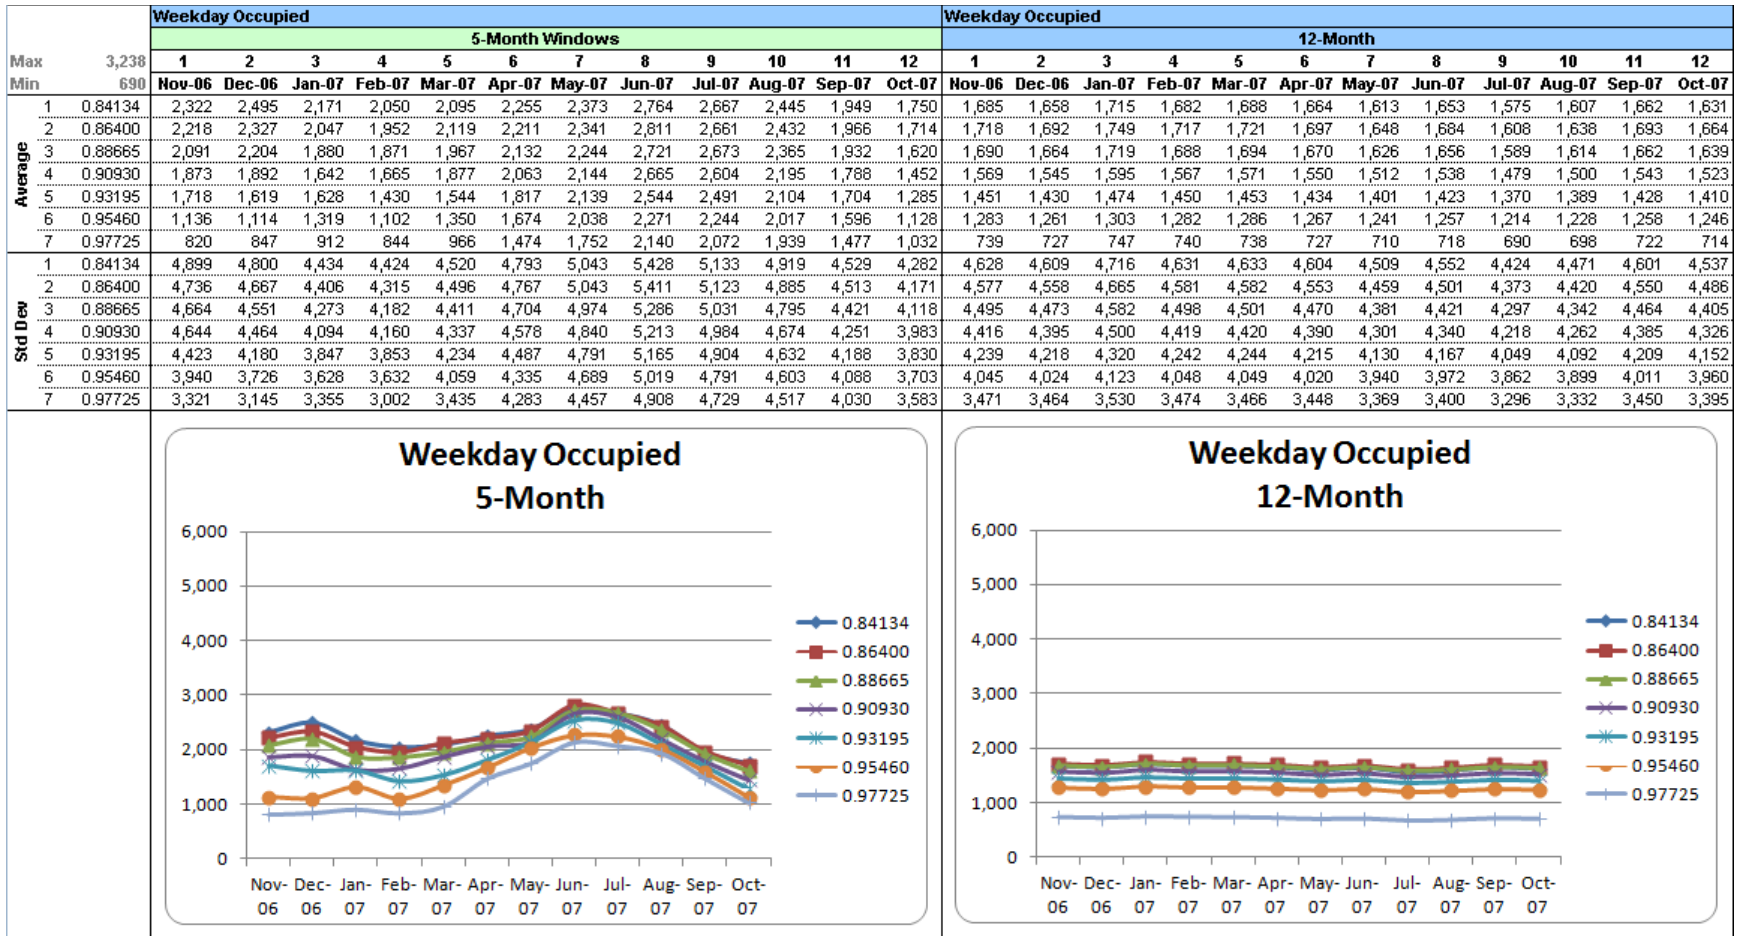 Weekday Occupied Weekday Occupied
5-Month Windows 12-Month
Max 3,238 1 2 3 4 5 6 7 8 9 10 11 12 1 2 3 4 5 6 7 8 9 10 11 12
Min 690 Nov-06 Dec-06 Jan-07 Feb-07 Mar-07 Apr-07 May-07 Jun-07 Jul-07 Aug-07 Sep-07 Oct-07 Nov-06 Dec-06 Jan-07 Feb-07 Mar-07 Apr-07 May-07 Jun-07 Jul-07 Aug-07 Sep-07 Oct-07
Average
1 0.84134 2,322 2,495 2,171 2,050 2,095 2,255 2,373 2,764 2,667 2,445 1,949 1,750 1,685 1,658 1,715 1,682 1,688 1,664 1,613 1,653 1,575 1,607 1,662 1,631
2 0.86400 2,218 2,327 2,047 1,952 2,119 2,211 2,341 2,811 2,661 2,432 1,966 1,714 1,718 1,692 1,749 1,717 1,721 1,697 1,648 1,684 1,608 1,638 1,693 1,664
3 0.88665 2,091 2,204 1,880 1,871 1,967 2,132 2,244 2,721 2,673 2,365 1,932 1,620 1,690 1,664 1,719 1,688 1,694 1,670 1,626 1,656 1,589 1,614 1,662 1,639
4 0.90930 1,873 1,892 1,642 1,665 1,877 2,063 2,144 2,665 2,604 2,195 1,788 1,452 1,569 1,545 1,595 1,567 1,571 1,550 1,512 1,538 1,479 1,500 1,543 1,523
5 0.93195 1,718 1,619 1,628 1,430 1,544 1,817 2,139 2,544 2,491 2,104 1,704 1,285 1,451 1,430 1,474 1,450 1,453 1,434 1,401 1,423 1,370 1,389 1,428 1,410
6 0.95460 1,136 1,114 1,319 1,102 1,350 1,674 2,038 2,271 2,244 2,017 1,596 1,128 1,283 1,261 1,303 1,282 1,286 1,267 1,241 1,257 1,214 1,228 1,258 1,246
7 0.97725 820 847 912 844 966 1,474 1,752 2,140 2,072 1,939 1,477 1,032 739 727 747 740 738 727 710 718 690 698 722 714
Std Dev
1 0.84134 4,899 4,800 4,434 4,424 4,520 4,793 5,043 5,428 5,133 4,919 4,529 4,282 4,628 4,609 4,716 4,631 4,633 4,604 4,509 4,552 4,424 4,471 4,601 4,537
2 0.86400 4,736 4,667 4,406 4,315 4,496 4,767 5,043 5,411 5,123 4,885 4,513 4,171 4,577 4,558 4,665 4,581 4,582 4,553 4,459 4,501 4,373 4,420 4,550 4,486
3 0.88665 4,664 4,551 4,273 4,182 4,411 4,704 4,974 5,286 5,031 4,795 4,421 4,118 4,495 4,473 4,582 4,498 4,501 4,470 4,381 4,421 4,297 4,342 4,464 4,405
4 0.90930 4,644 4,464 4,094 4,160 4,337 4,578 4,840 5,213 4,984 4,674 4,251 3,983 4,416 4,395 4,500 4,419 4,420 4,390 4,301 4,340 4,218 4,262 4,385 4,326
5 0.93195 4,423 4,180 3,847 3,853 4,234 4,487 4,791 5,165 4,904 4,632 4,188 3,830 4,239 4,218 4,320 4,242 4,244 4,215 4,130 4,167 4,049 4,092 4,209 4,152
6 0.95460 3,940 3,726 3,628 3,632 4,059 4,335 4,689 5,019 4,791 4,603 4,088 3,703 4,045 4,024 4,123 4,048 4,049 4,020 3,940 3,972 3,862 3,899 4,011 3,960
7 0.97725 3,321 3,145 3,355 3,002 3,435 4,283 4,457 4,908 4,729 4,517 4,030 3,583 3,471 3,464 3,530 3,474 3,466 3,448 3,369 3,400 3,296 3,332 3,450 3,395
Weekday Occupied
5-Month
6,000
5,000
4,000
3,000
2,000
1,000
0
Nov- Dec- Jan- Feb- Mar- Apr- May- Jun- Jul- Aug- Sep- Oct-
06 06 07 07 07 07 07 07 07 07 07 07
0.84134
0.86400
0.88665
0.90930
0.93195
0.95460
0.97725
Weekday Occupied
12-Month
6,000
5,000
4,000
3,000
2,000
1,000
0
Nov- Dec- Jan- Feb- Mar- Apr- May- Jun- Jul- Aug- Sep- Oct-
06 06 07 07 07 07 07 07 07 07 07 07
0.84134
0.86400
0.88665
0.90930
0.93195
0.95460
0.97725